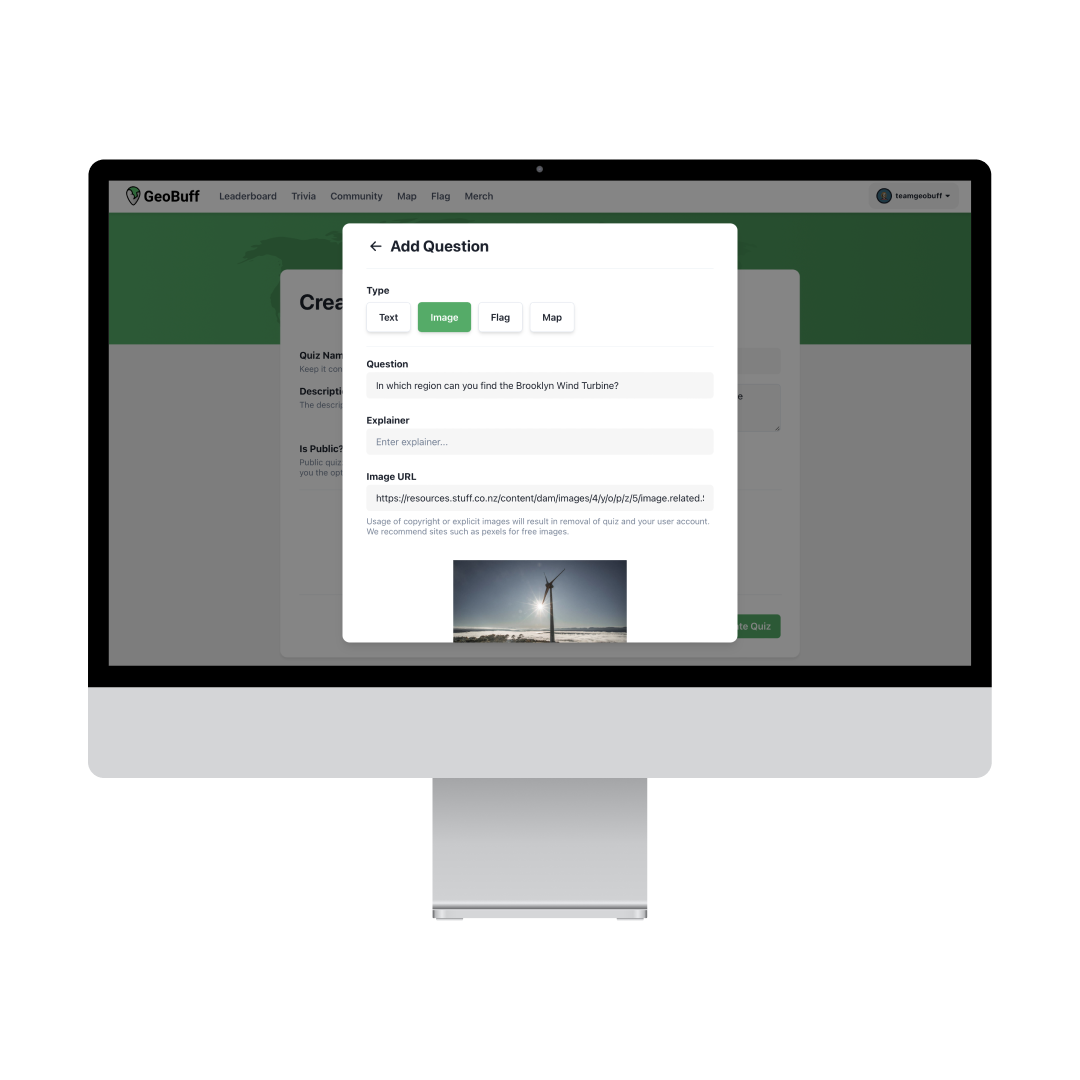 GeoBuff Leaderboard Trivia Community Map Flag Merch teamgeobuff
Add Question
Type
Text Image Flag Map
Question
In which region can you find the Brooklyn Wind Turbine?
Explainer
Enter explainer...
Image URL
https://resources.stuff.co.nz/content/dam/images/4/y/o/p/z/5/image.related.
Usage of copyright or explicit images will result in removal of quiz and your user account.
We recommend sites such as pexels for free images.
Crea
Quiz Nam
Keep it con
Descripti
The descrip
e
Is Public?
Public quiz
you the opt
te Quiz